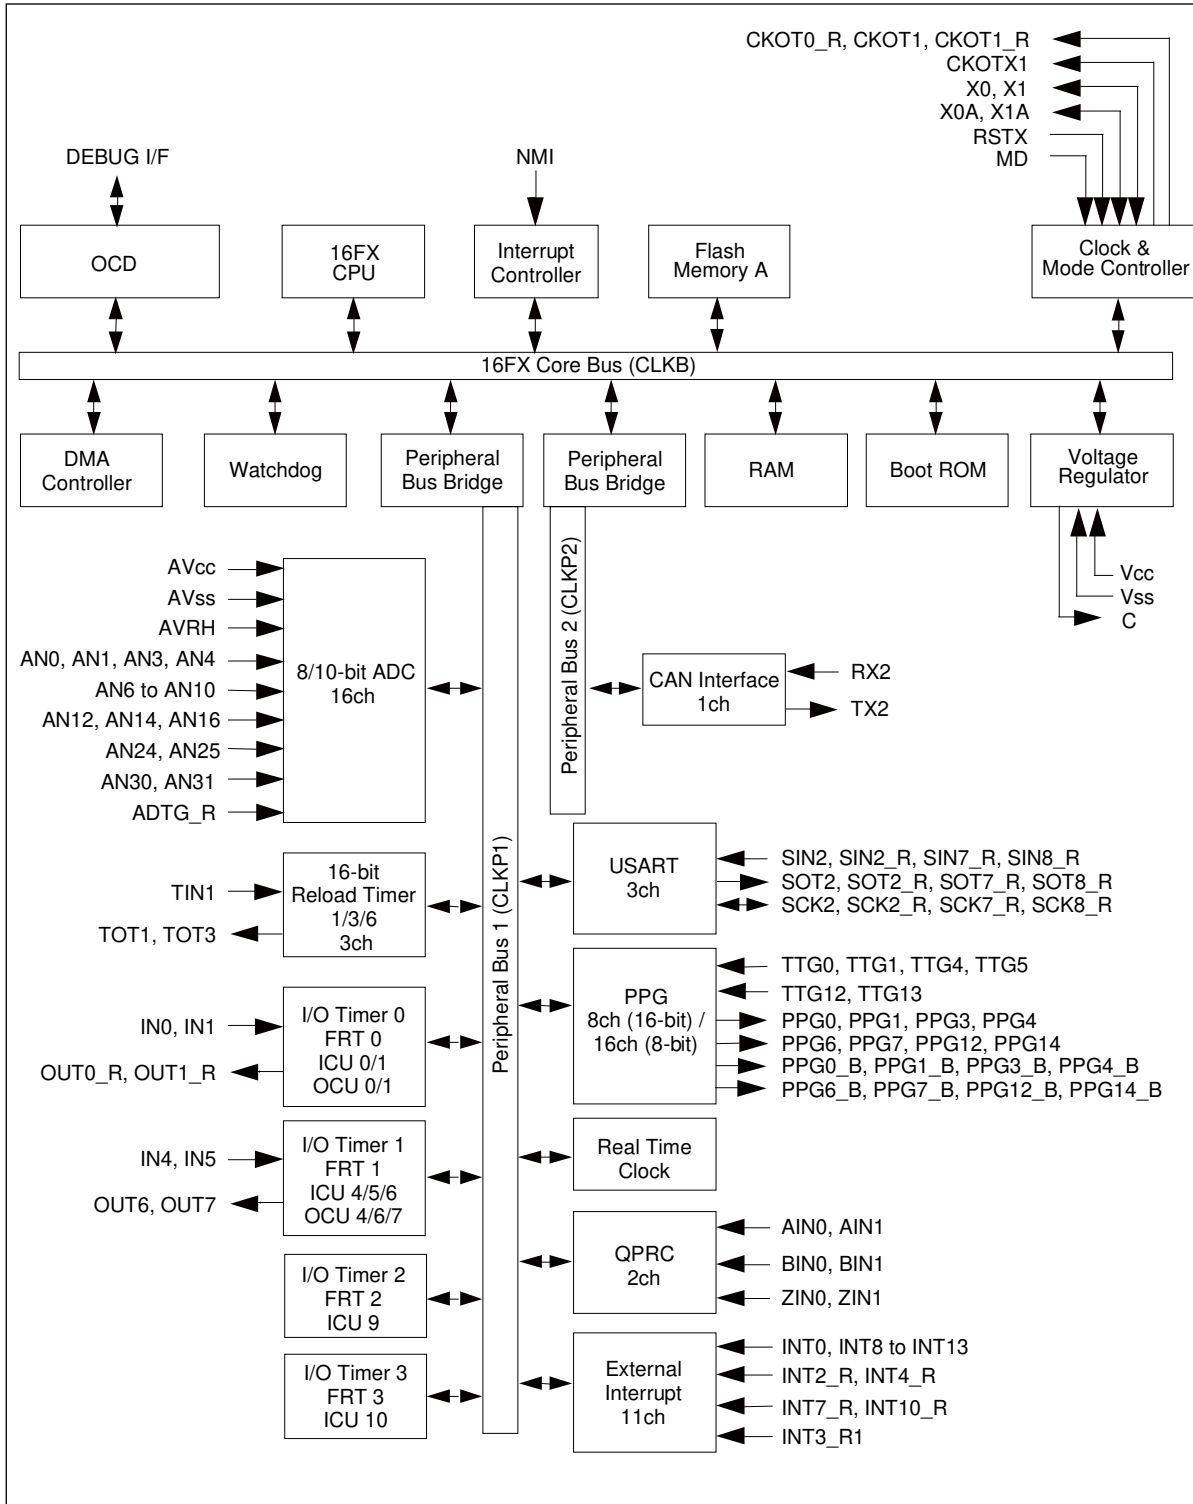 CKOT0_R, CKOT1, CKOT1_R
CKOTX1
X0, X1
X0A, X1A
RSTX
MD
DEBUG I/F
NMI
OCD
16FX
CPU
Interrupt
Controller
Flash
Memory A
Clock &
Mode Controller
16FX Core Bus (CLKB)
DMA
Controller
Watchdog
Peripheral
Bus Bridge
Peripheral
Bus Bridge
RAM
Boot ROM
Voltage
Regulator
Vcc
Vss
C
Peripheral Bus 1 (CLKP1)
Peripheral Bus 2 (CLKP2)
AVcc
AVss
AVRH
AN0, AN1, AN3, AN4
AN6 to AN10
AN12, AN14, AN16
AN24, AN25
AN30, AN31
ADTG_R
8/10-bit ADC
16ch
CAN Interface
1ch
RX2
TX2
TIN1
TOT1, TOT3
16-bit
Reload Timer
1/3/6
3ch
USART
3ch
SIN2, SIN2_R, SIN7_R, SIN8_R
SOT2, SOT2_R, SOT7_R, SOT8_R
SCK2, SCK2_R, SCK7_R, SCK8_R
IN0, IN1
OUT0_R, OUT1_R
I/O Timer 0
FRT 0
ICU 0/1
OCU 0/1
PPG
8ch (16-bit) /
16ch (8-bit)
TTG0, TTG1, TTG4, TTG5
TTG12, TTG13
PPG0, PPG1, PPG3, PPG4
PPG6, PPG7, PPG12, PPG14
PPG0_B, PPG1_B, PPG3_B, PPG4_B
PPG6_B, PPG7_B, PPG12_B, PPG14_B
IN4, IN5
OUT6, OUT7
I/O Timer 1
FRT 1
ICU 4/5/6
OCU 4/6/7
Real Time
Clock
I/O Timer 2
FRT 2
ICU 9
QPRC
2ch
AIN0, AIN1
BIN0, BIN1
ZIN0, ZIN1
I/O Timer 3
FRT 3
ICU 10
External
Interrupt
11ch
INT0, INT8 to INT13
INT2_R, INT4_R
INT7_R, INT10_R
INT3_R1